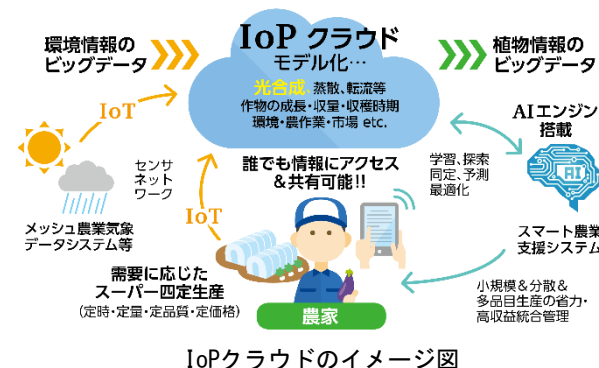 環境情報の
ビッグデータ
IoP クラウド
モデル化…
光合成、蒸散、転流等
作物の成長・収量・収穫時期
環境・農作業・市場 etc.
植物情報の
ビッグデータ
IoT
センサ
ネット
ワーク
メッシュ農業気象
データシステム等
IoT
誰でも情報にアクセス
&共有可能!!
学習、探索
同定、予測
最適化
AIエンジン
搭載
AI
スマート農業
支援システム
需要に応じた
スーパー四定生産
(定時・定量・定品質・定価格)
農家
小規模&分散&
多品目生産の省力・
高収益統合管理
IoPクラウドのイメージ図